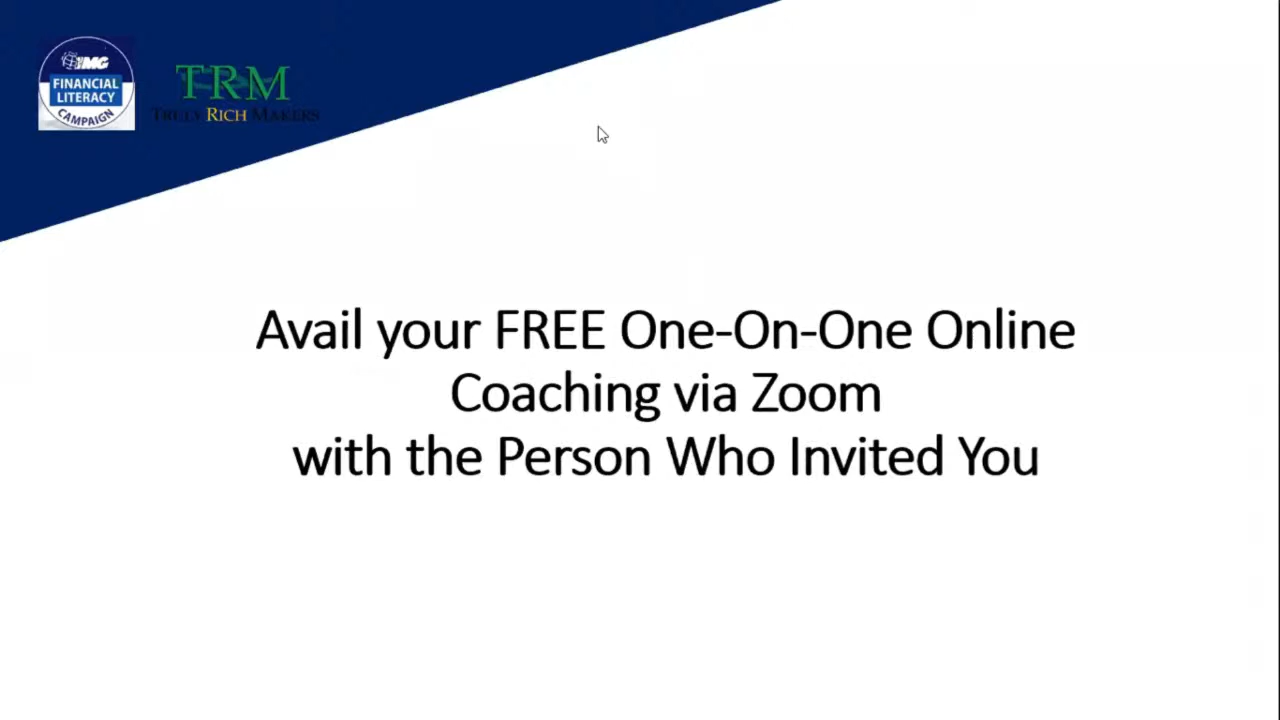 IMG
FINANCIAL
LITERACY
CAMPAIGN
TRM
TRULY RICH MAKERS
Avail your FREE One-On-One Online
Coaching via Zoom
with the Person Who Invited You